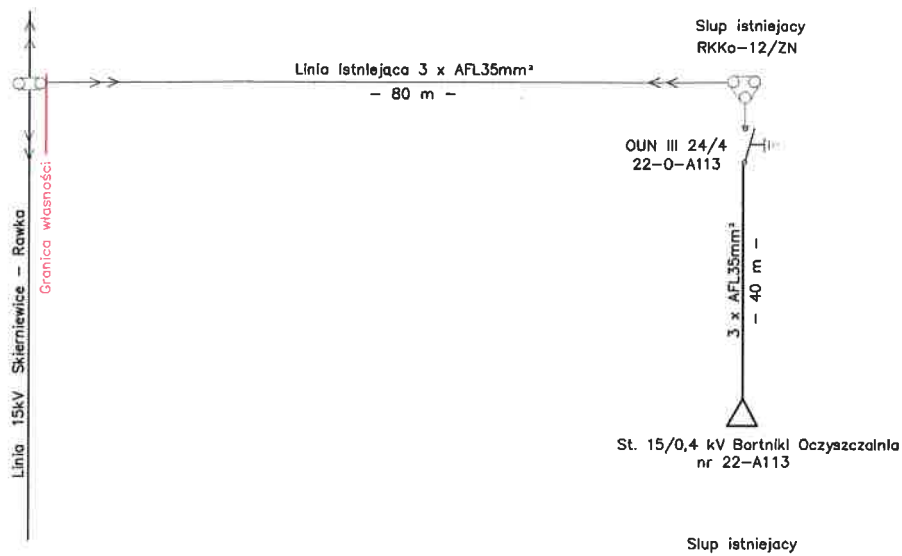 Slup istniejacy
RKKo-12/ZN
Linia istniejąca 3 x AFL35mm²
- 80 m -
OUN III 24/4
22-0-A113
Granica własności
Linia 15kV Skierniewice - Rawka
3 x AFL35mm²
- 40 m -
St. 15/0,4 kV Bartniki Oczyszczalnia
nr 22-A113
Slup istniejacy